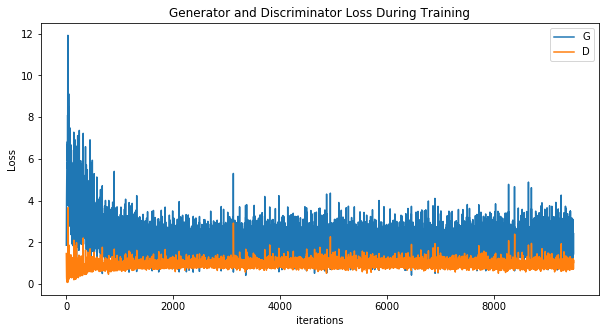 Generator and Discriminator Loss During Training
12
10
8
6
4
2
0
Loss
G
D
0 2000 4000 6000 8000
iterations